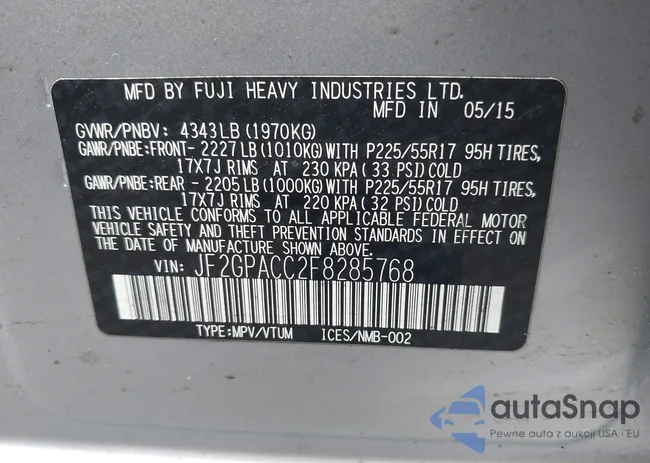 MFD BY FUJI HEAVY INDUSTRIES LTD.
MFD IN 05/15
GVWR/PNBV: 4343LB(1970KG)
GAWR/PNBE:FRONT- 2227LB(1010KG)WITH P225/55R17 95H TIRES,
17X7J RIMS AT 230 KPA(33 PSI)COLD
GAWR/PNBE:REAR - 2205LB(1000KG)WITH P225/55R17 95H TIRES,
17X7J RIMS AT 220 KPA(32 PSI)COLD
THIS VEHICLE CONFORMS TO ALL APPLICABLE FEDERAL MOTOR
VEHICLE SAFETY AND THEFT PREVENTION STANDARDS IN EFFECT ON
THE DATE OF MANUFACTURE SHOWN ABOVE.
VIN: JF2GPACC2F8285768
TYPE:MPV/VTUM ICES/NMB-002
autoSnap
Pewne auta z aukcji USA i EU